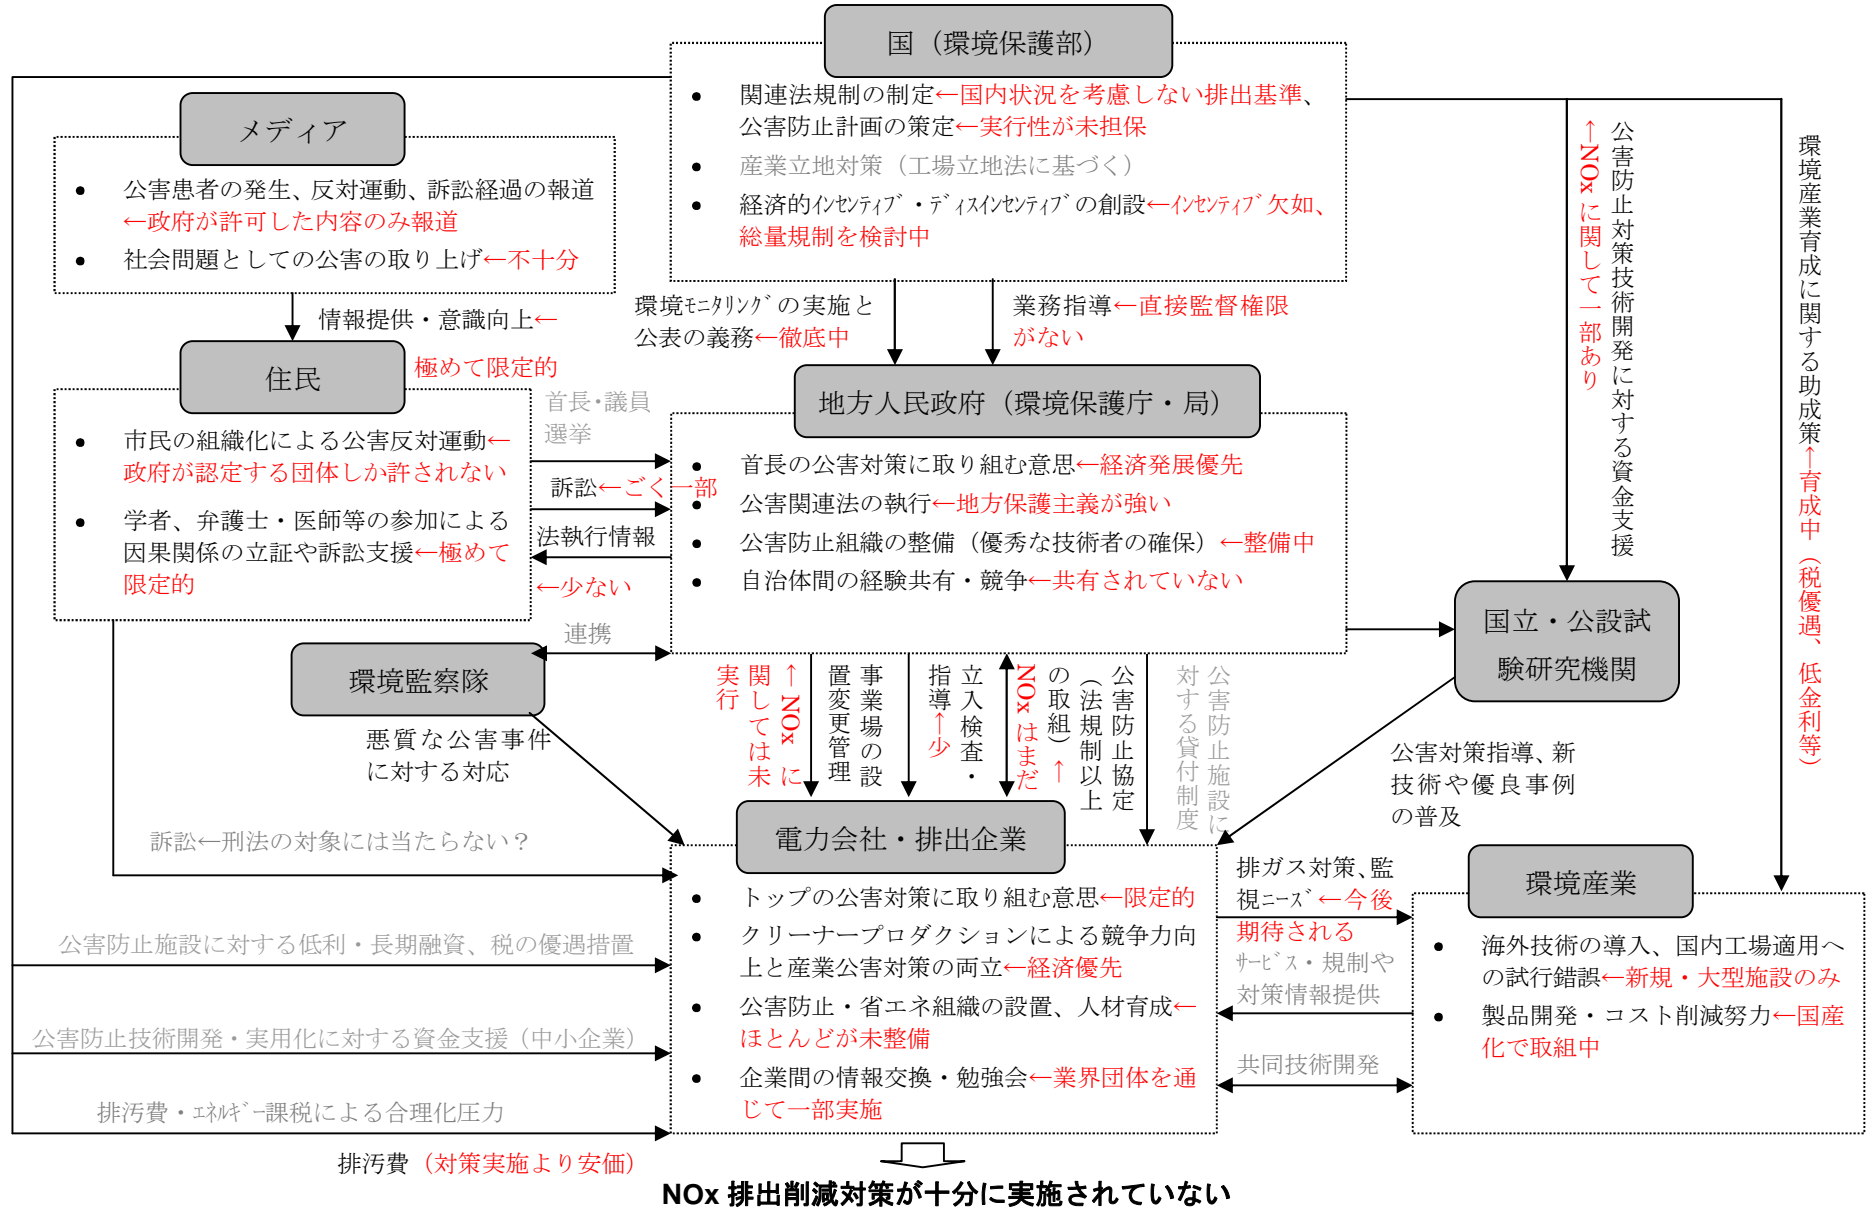 国（環境保護部）
● 関連法規制の制定←国内状況を考慮しない排出基準、
公害防止計画の策定←実行性が未担保
● 産業立地対策（工場立地法に基づく）
● 経済的ｲﾝｾﾝﾃｨﾌﾞ・ﾃﾞｨｽｲﾝｾﾝﾃｨﾌﾞの創設←ｲﾝｾﾝﾃｨﾌﾞ欠如、
総量規制を検討中
メディア
● 公害患者の発生、反対運動、訴訟経過の報道
←政府が許可した内容のみ報道
● 社会問題としての公害の取り上げ←不十分
情報提供・意識向上←
極めて限定的
環境ﾓﾆﾀﾘﾝｸﾞの実施と
公表の義務←徹底中
業務指導←直接監督権限
がない
公害防止対策技術開発に対する資金支援
←NOxに関して一部あり
環境産業育成に関する助成策←育成中（税優遇、低金利等）
住民
● 市民の組織化による公害反対運動←
政府が認定する団体しか許されない
● 学者、弁護士・医師等の参加による
因果関係の立証や訴訟支援←極めて
限定的
首長・議員
選挙
訴訟←ごく一部
法執行情報
←少ない
連携
地方人民政府（環境保護庁・局）
● 首長の公害対策に取り組む意思←経済発展優先
● 公害関連法の執行←地方保護主義が強い
● 公害防止組織の整備（優秀な技術者の確保）←整備中
● 自治体間の経験共有・競争←共有されていない
国立・公設試
験研究機関
環境監察隊
悪質な公害事件
に対する対応
事業場の設
置変更管理
←NOx に
関しては未
実行
立入検査・
指導←少
公害防止協定
（法規制以上
の取組）←
NOx はまだ
公害防止施設に
対する貸付制度
公害対策指導、新
技術や優良事例
の普及
訴訟←刑法の対象には当たらない？
公害防止施設に対する低利・長期融資、税の優遇措置
公害防止技術開発・実用化に対する資金支援（中小企業）
排汚費・ｴﾈﾙｷﾞｰ課税による合理化圧力
排汚費（対策実施より安価）
電力会社・排出企業
● トップの公害対策に取り組む意思←限定的
● クリーナープロダクションによる競争力向
上と産業公害対策の両立←経済優先
● 公害防止・省エネ組織の設置、人材育成←
ほとんどが未整備
● 企業間の情報交換・勉強会←業界団体を通
じて一部実施
排ガス対策、監
視ﾆｰｽﾞ←今後
期待される
ｻｰﾋﾞｽ・規制や
対策情報提供
共同技術開発
環境産業
● 海外技術の導入、国内工場適用へ
の試行錯誤←新規・大型施設のみ
● 製品開発・コスト削減努力←国産
化で取組中
NOx 排出削減対策が十分に実施されていない